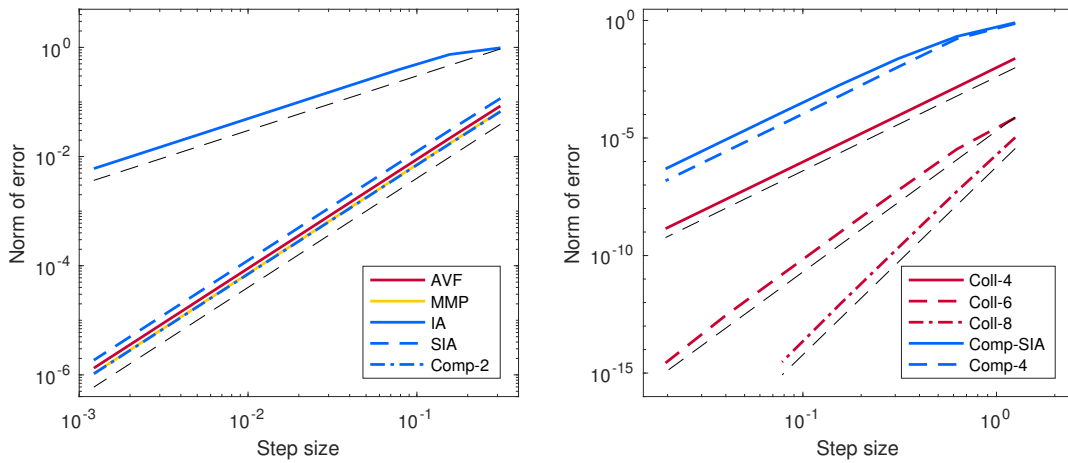 10^0
10^-2
10^-4
10^-6
10^-3
10^-2
10^-1
Norm of error
Step size
AVF
MMP
IA
SIA
Comp-2
10^0
10^-5
10^-10
10^-15
10^-1
10^0
Norm of error
Step size
Coll-4
Coll-6
Coll-8
Comp-SIA
Comp-4